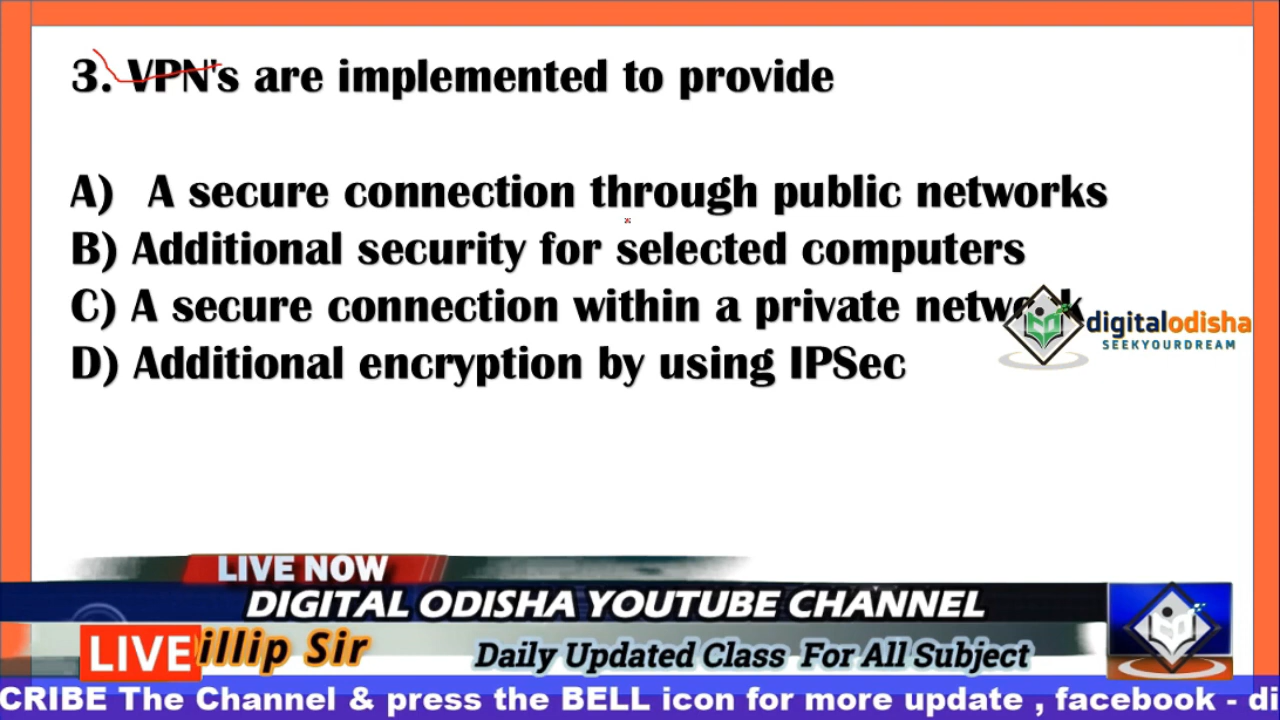 3. VPN's are implemented to provide
A) A secure connection through public networks
B) Additional security for selected computers
C) A secure connection within a private network
D) Additional encryption by using IPSec
digitalodisha
SEEKYOURDREAM
LIVE NOW
DIGITAL ODISHA YOUTUBE CHANNEL
LIVE illip Sir
Daily Updated Class For All Subject
CRIBE The Channel & press the BELL icon for more update , facebook - di